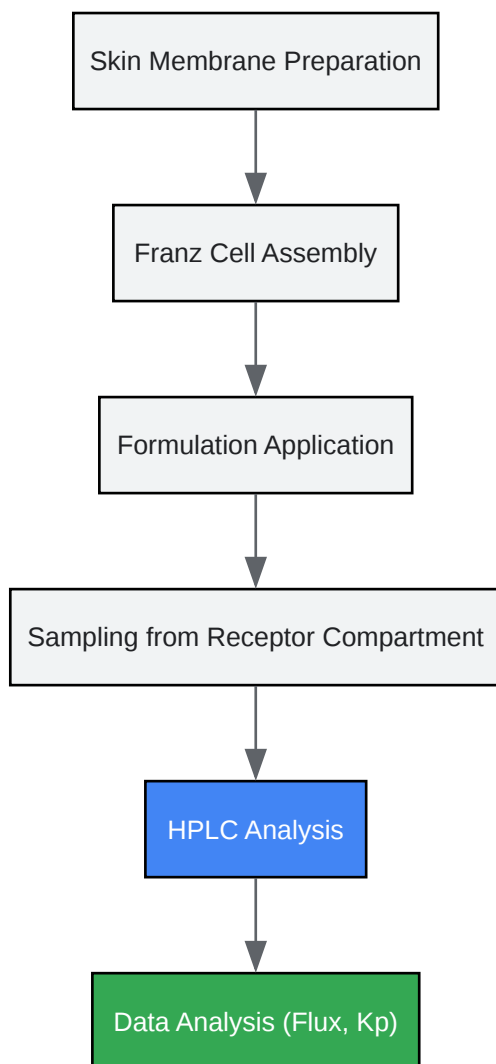 Skin Membrane Preparation
Franz Cell Assembly
Formulation Application
Sampling from Receptor Compartment
HPLC Analysis
Data Analysis (Flux, Kp)